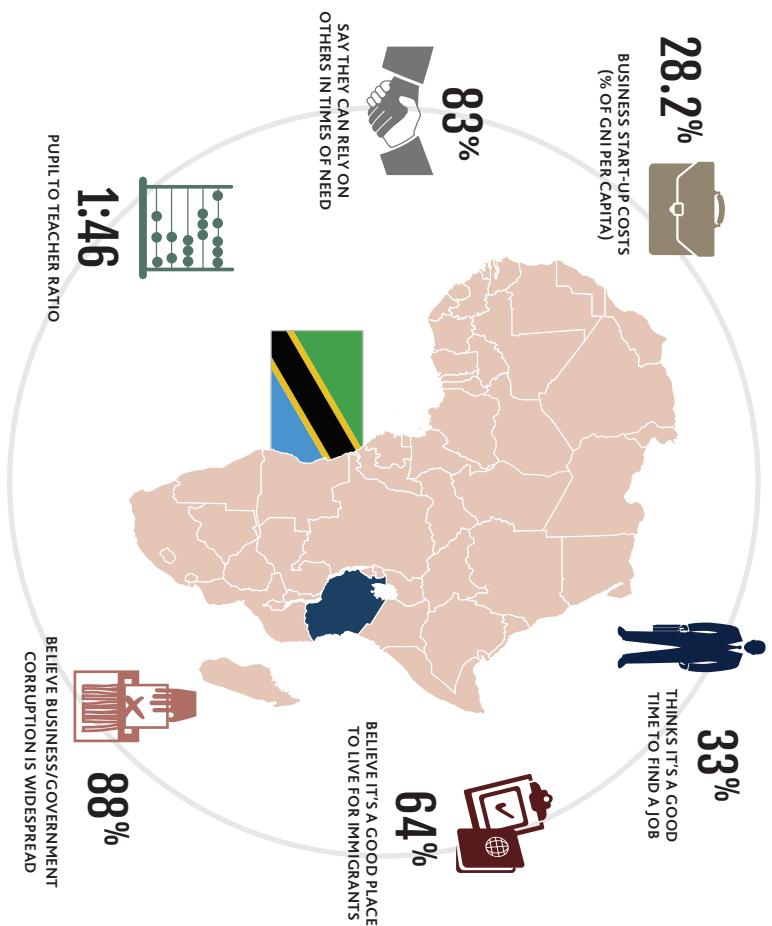 28.2%
BUSINESS START-UP COSTS
(% OF GNI PER CAPITA)
33%
THINKS IT'S A GOOD
TIME TO FIND A JOB
83%
SAY THEY CAN RELY ON
OTHERS IN TIMES OF NEED
64%
BELIEVE IT'S A GOOD PLACE
TO LIVE FOR IMMIGRANTS
1:46
PUPIL TO TEACHER RATIO
88%
BELIEVE BUSINESS/GOVERNMENT
CORRUPTION IS WIDESPREAD